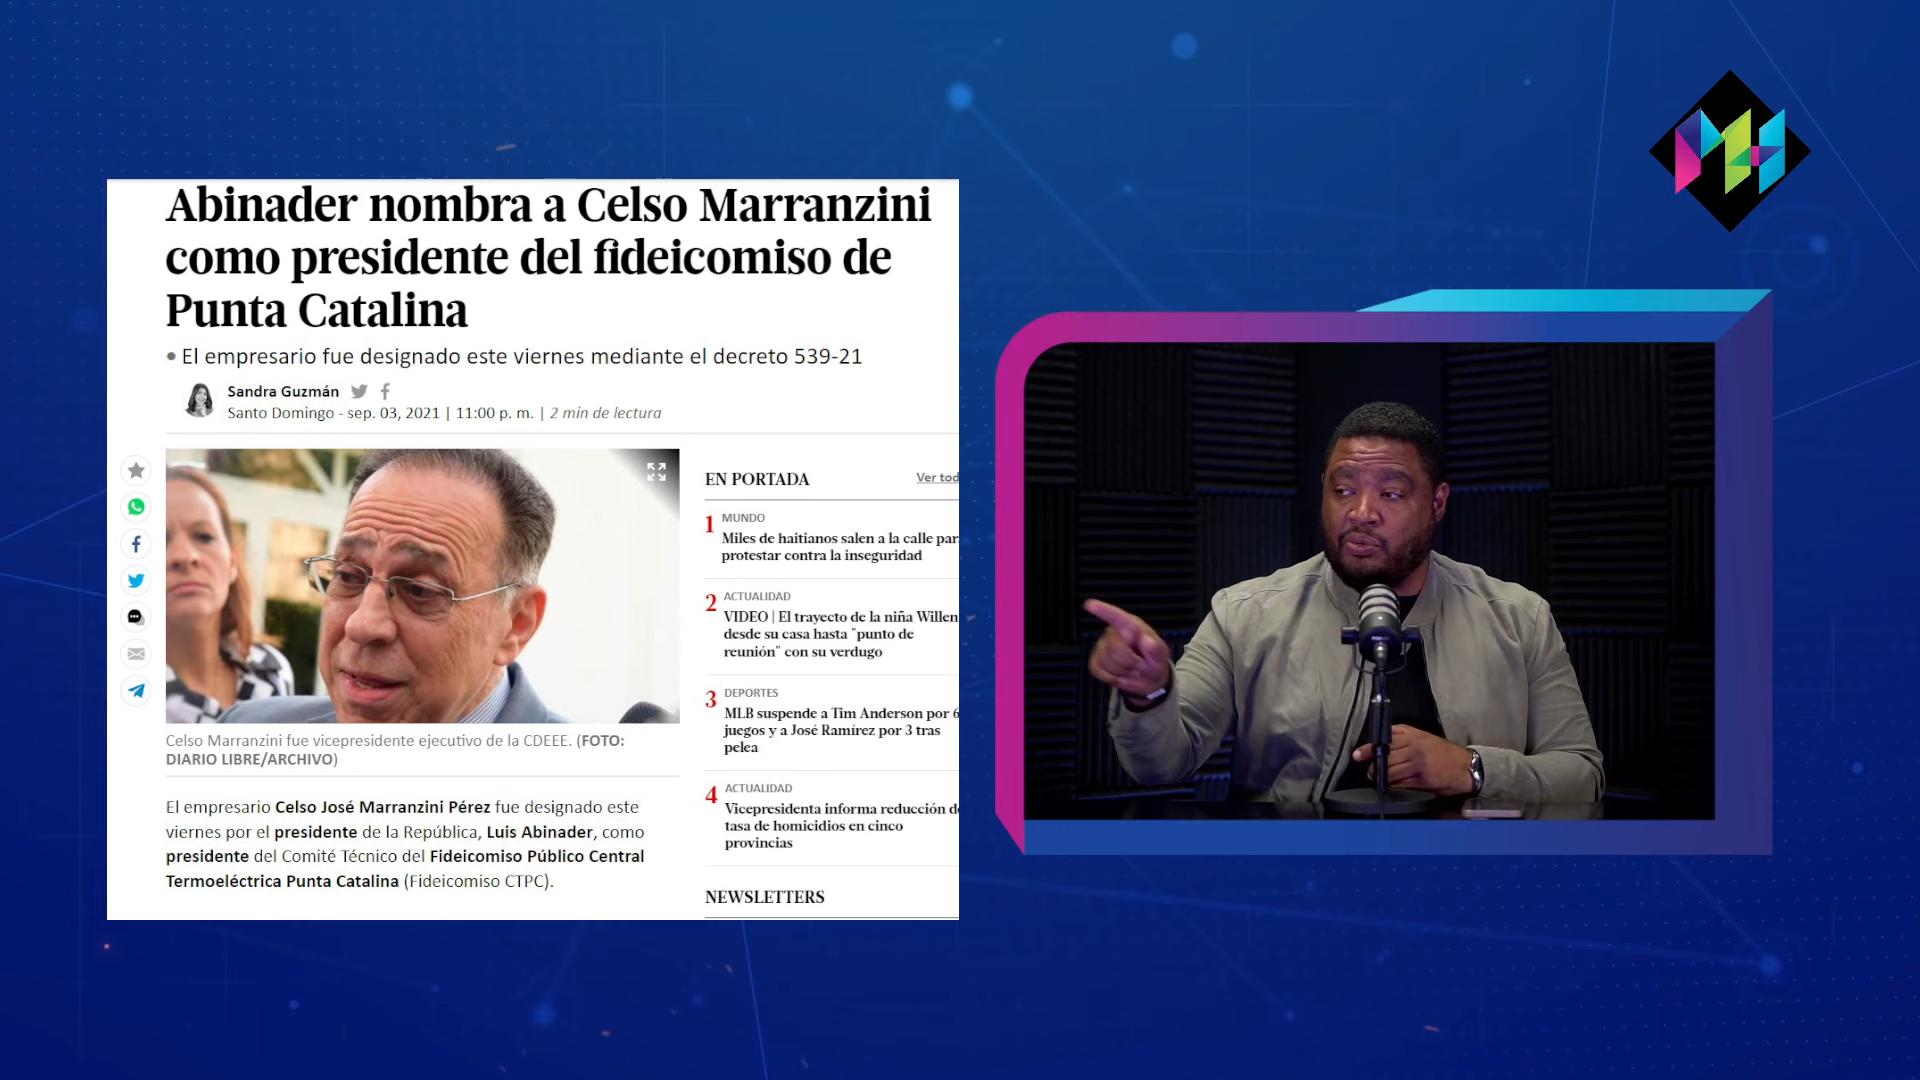 Abinader nombra a Celso Marranzini
como presidente del fideicomiso de
Punta Catalina
• El empresario fue designado este viernes mediante el decreto 539-21
Sandra Guzmán
Santo Domingo - sep. 03, 2021 | 11:00 p. m. | 2 min de lectura
Celso Marranzini fue vicepresidente ejecutivo de la CDEEE. (FOTO:
DIARIO LIBRE/ARCHIVO)
El empresario Celso José Marranzini Pérez fue designado este
viernes por el presidente de la República, Luis Abinader, como
presidente del Comité Técnico del Fideicomiso Público Central
Termoeléctrica Punta Catalina (Fideicomiso CTPC).
EN PORTADA
Ver tod
1 MUNDO
Miles de haitianos salen a la calle par
protestar contra la inseguridad
2 ACTUALIDAD
VIDEO | El trayecto de la niña Willen
desde su casa hasta "punto de
reunión" con su verdugo
3 DEPORTES
MLB suspende a Tim Anderson por 6
juegos y a José Ramírez por 3 tras
pelea
4 ACTUALIDAD
Vicepresidenta informa reducción de
tasa de homicidios en cinco
provincias
NEWSLETTERS